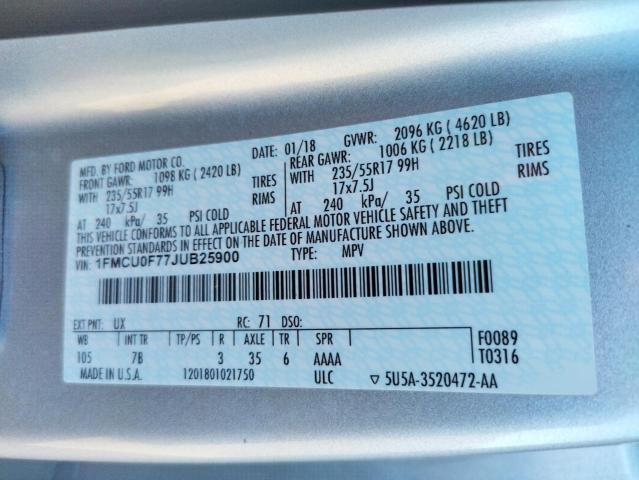 MFD. BY FORD MOTOR CO.
DATE: 01/18 GVWR: 2096 KG ( 4620 LB)
FRONT GAWR: 1098 KG ( 2420 LB)
REAR GAWR: 1006 KG ( 2218 LB)
WITH 235/55R17 99H TIRES
WITH 235/55R17 99H TIRES
17x7.5J RIMS
17x7.5J RIMS
AT 240 kPa/ 35 PSI COLD
AT 240 kPa/ 35 PSI COLD
THIS VEHICLE CONFORMS TO ALL APPLICABLE FEDERAL MOTOR VEHICLE SAFETY AND THEFT
PREVENTION STANDARDS IN EFFECT ON THE DATE OF MANUFACTURE SHOWN ABOVE.
VIN: 1FMCU0F77JUB25900
TYPE: MPV
EXT PNT: UX RC: 71 DSO:
WB INT TR TP/PS R AXLE TR SPR
105 7B 3 35 6 AAAA
F0089
T0316
MADE IN U.S.A. 1201801021750 ULC ▽ 5U5A-3520472-AA